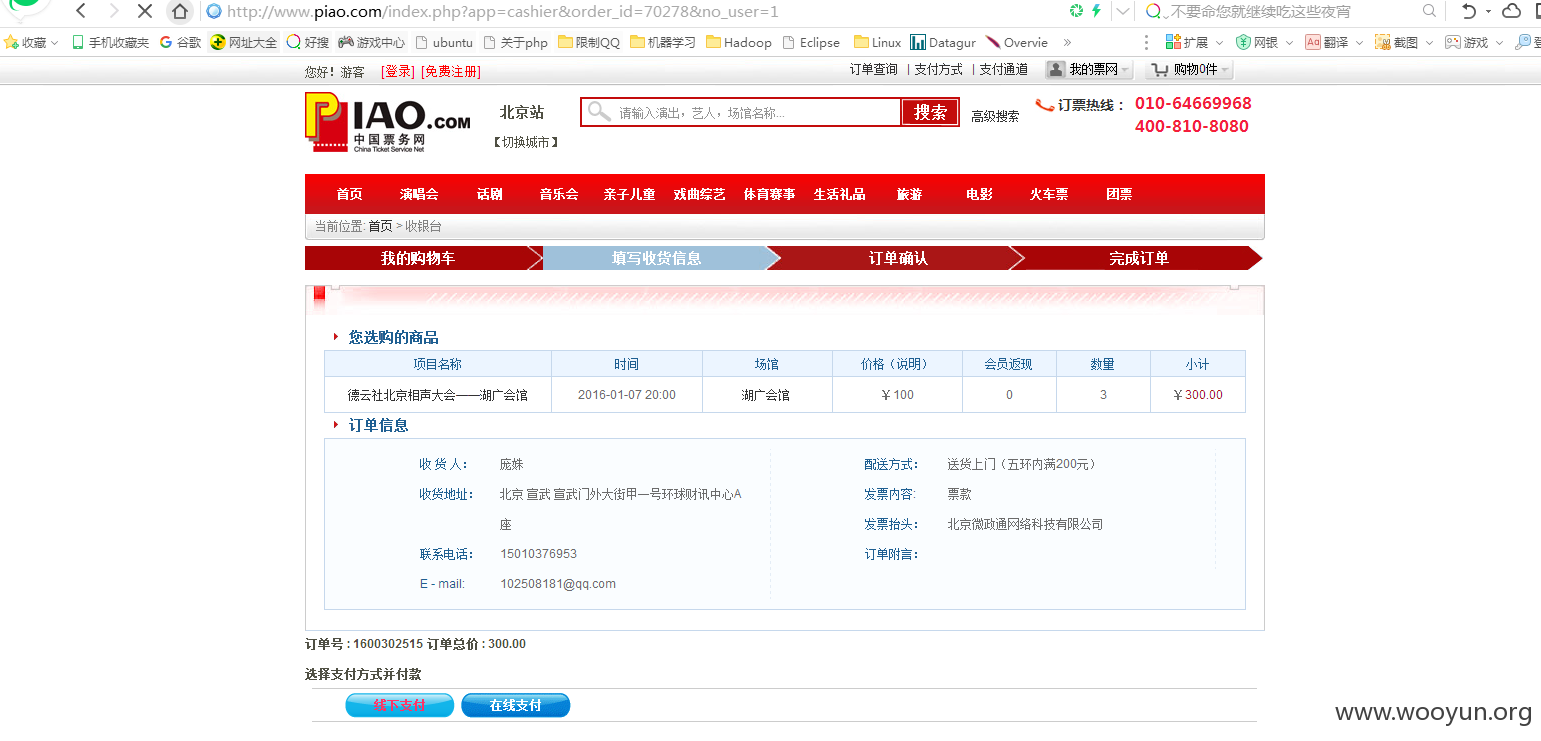 http://www.piao.com/index.php?app=cashier&order_id=70278&no_user=1 不要命您就继续吃这些夜宵
收藏 手机收藏夹 谷歌 网址大全 好搜 游戏中心 ubuntu 关于php 限制QQ 机器学习 Hadoop Eclipse Linux Datagur Overvie » 扩展 网银 翻译 截图 游戏
您好！游客 [登录] [免费注册] 订单查询 | 支付方式 | 支付通道 我的票网 购物0件
PIAO.COM
中国票务网
China Ticket Service Net
北京站
【切换城市】
请输入演出，艺人，场馆名称... 搜索 高级搜索
订票热线： 010-64669968
400-810-8080
首页 演唱会 话剧 音乐会 亲子儿童 戏曲综艺 体育赛事 生活礼品 旅游 电影 火车票 团票
当前位置: 首页 > 收银台
我的购物车 填写收货信息 订单确认 完成订单
您选购的商品
项目名称 时间 场馆 价格（说明） 会员返现 数量 小计
德云社北京相声大会——湖广会馆 2016-01-07 20:00 湖广会馆 ￥100 0 3 ￥300.00
订单信息
收 货 人： 庞姝 配送方式： 送货上门（五环内满200元）
收货地址： 北京 宣武 宣武门外大街甲一号环球财讯中心A 发票内容: 票款
座 发票抬头： 北京微政通网络科技有限公司
联系电话： 15010376953 订单附言：
E - mail: 102508181@qq.com
订单号 : 1600302515 订单总价 : 300.00
选择支付方式并付款
线下支付 在线支付
www.wooyun.org